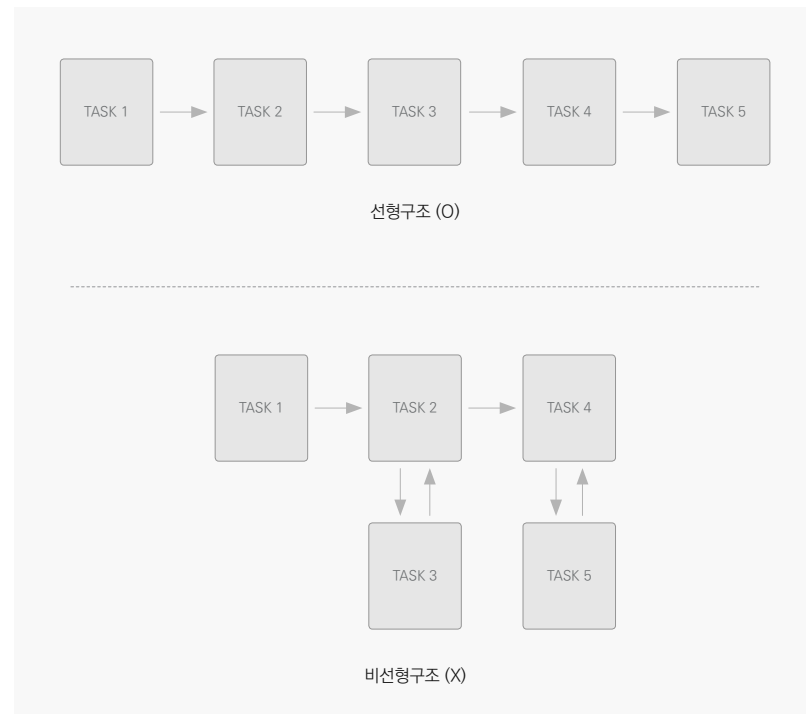 TASK 1
TASK 2
TASK 3
TASK 4
TASK 5
선형구조 (O)
TASK 1
TASK 2
TASK 4
TASK 3
TASK 5
비선형구조 (X)